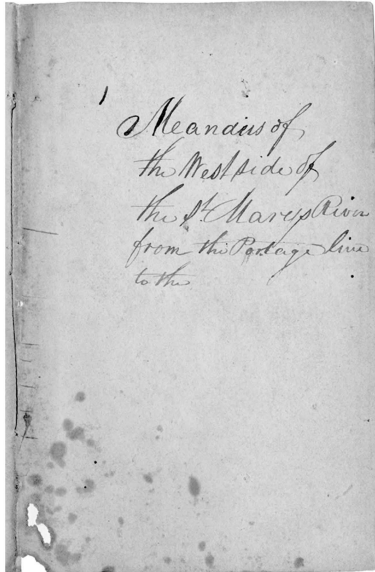 Meanders of
the West side of
the St. Marys River
from the Portage line
to the